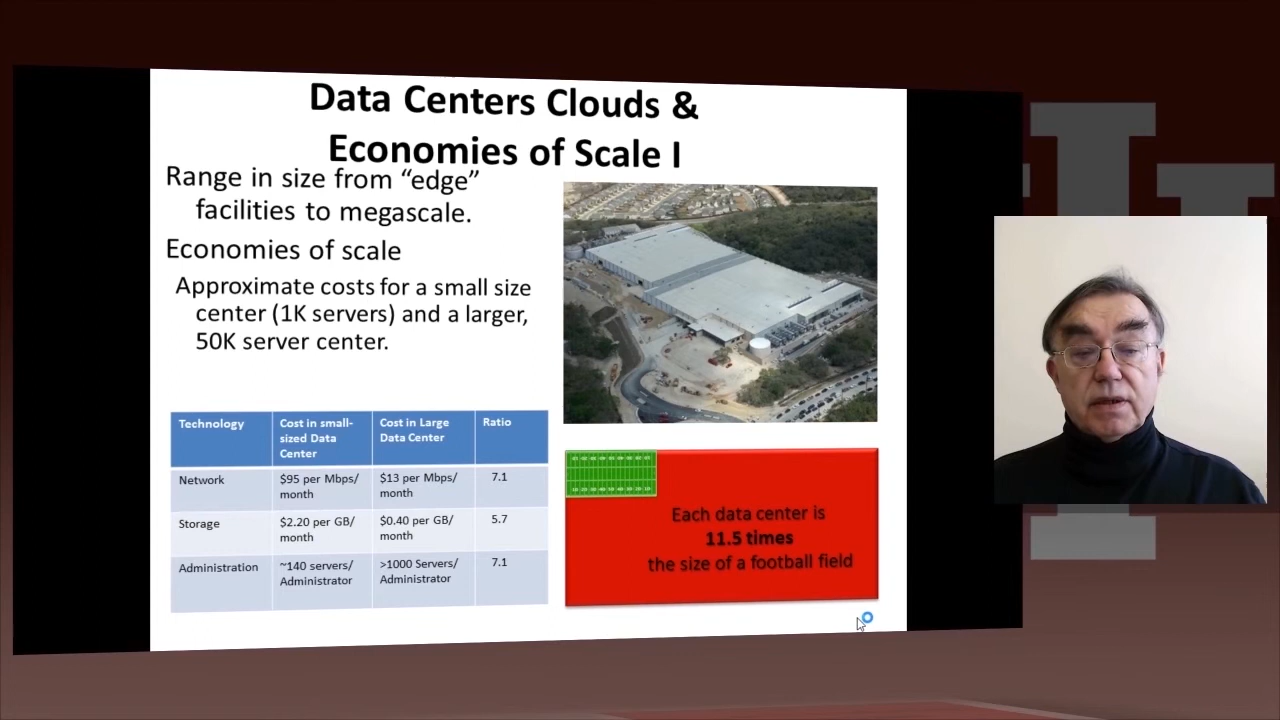 Data Centers Clouds &
Economies of Scale I
Range in size from “edge”
facilities to megascale.
Economies of scale
Approximate costs for a small size
center (1K servers) and a larger,
50K server center.
Technology
Cost in small-
sized Data
Center
Cost in Large
Data Center
Ratio
Network
$95 per Mbps/
month
$13 per Mbps/
month
7.1
Storage
$2.20 per GB/
month
$0.40 per GB/
month
5.7
Administration
~140 servers/
Administrator
>1000 Servers/
Administrator
7.1
Each data center is
11.5 times
the size of a football field